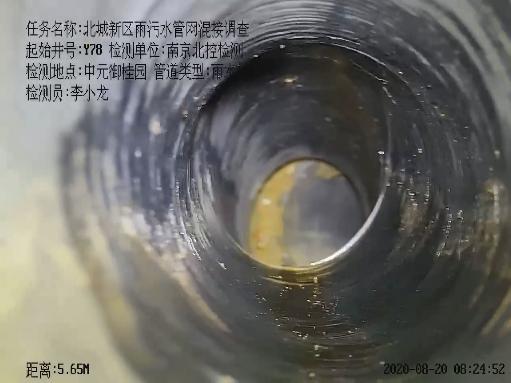 任务名称:北城新区雨污水管网混接调查
起始井号:Y78 检测单位:南京北控检测
检测地点:中元御桂园 管道类型:雨
检测员:李小龙
距离:5.65M
2020-08-20 08:24:52